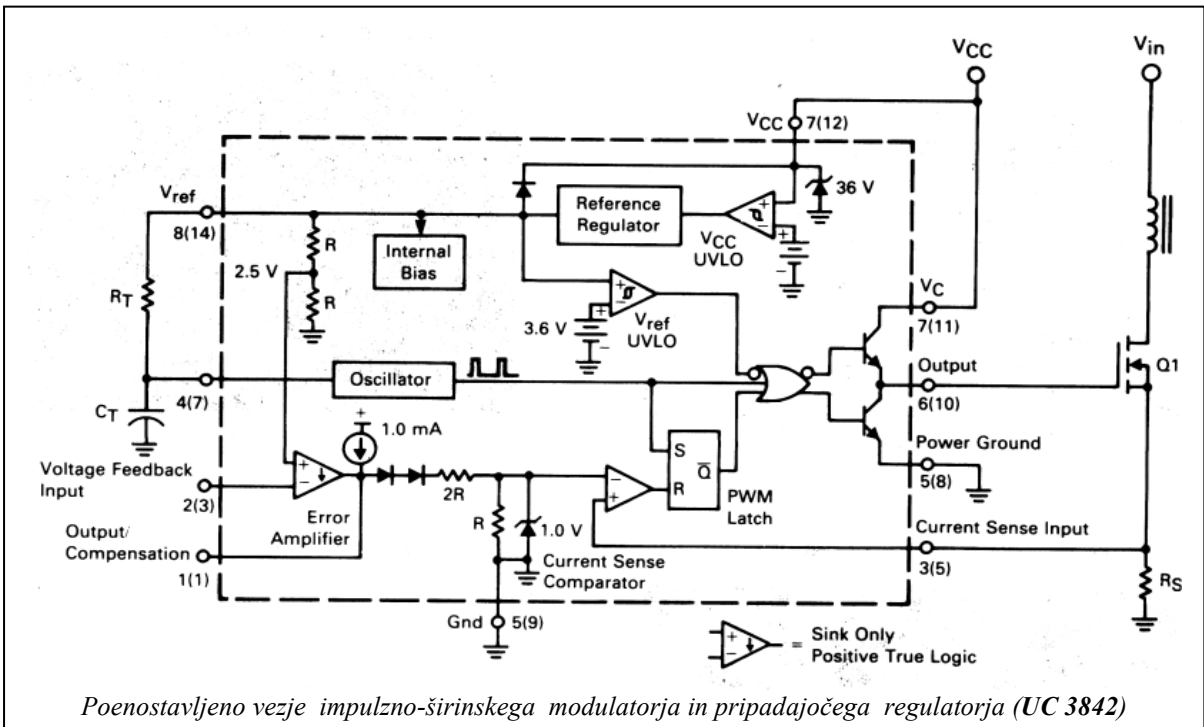 VCC
Vin
VCC 7(12)
36 V
Vref
8(14)
Reference
Regulator
VCC
UVLO
+
-
+
-
R
Internal
Bias
2.5 V
R
RT
+
-
3.6 V
+
-
Vref
UVLO
VC
7(11)
Output
6(10)
Q1
4(7)
Oscillator
CT
+
1.0 mA
Power Ground
5(8)
S
R
Q̅
PWM
Latch
Voltage Feedback
Input
2(3)
+
-
2R
-
+
Error
Amplifier
R
1.0 V
Current Sense Input
3(5)
Output/
Compensation
1(1)
Current Sense
Comparator
RS
Gnd 5(9)
+
-
= Sink Only
Positive True Logic
Poenostavljeno vezje impulzno-širinskega modulatorja in pripadajočega regulatorja (UC 3842)